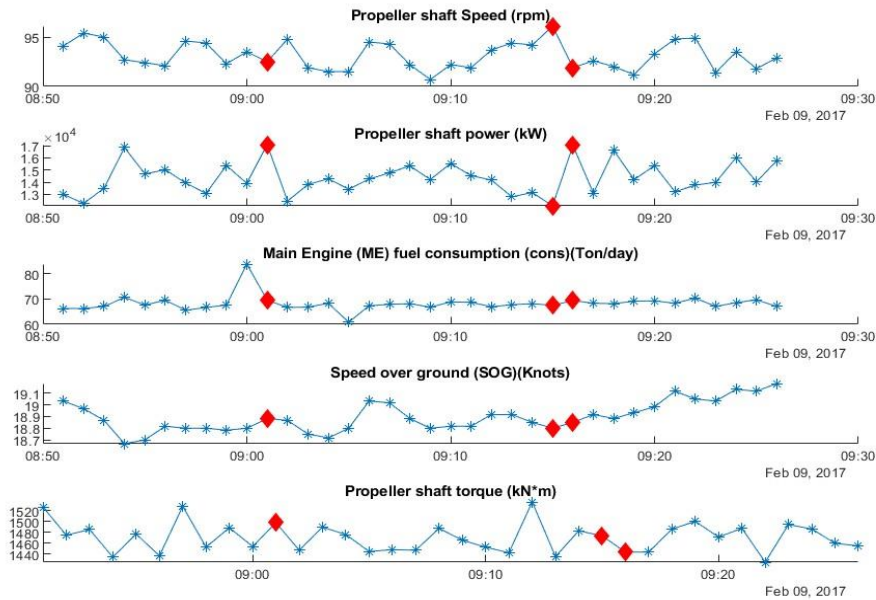 Propeller shaft Speed (rpm)
95
90
08:50 09:00 09:10 09:20 09:30
Feb 09, 2017
× 10⁴ Propeller shaft power (kW)
1.7
1.6
1.5
1.4
1.3
08:50 09:00 09:10 09:20 09:30
Feb 09, 2017
Main Engine (ME) fuel consumption (cons)(Ton/day)
80
70
60
08:50 09:00 09:10 09:20 09:30
Feb 09, 2017
Speed over ground (SOG)(Knots)
19.1
19
18.9
18.8
18.7
08:50 09:00 09:10 09:20 09:30
Feb 09, 2017
Propeller shaft torque (kN*m)
1520
1500
1480
1460
1440
09:00 09:10 09:20
Feb 09, 2017